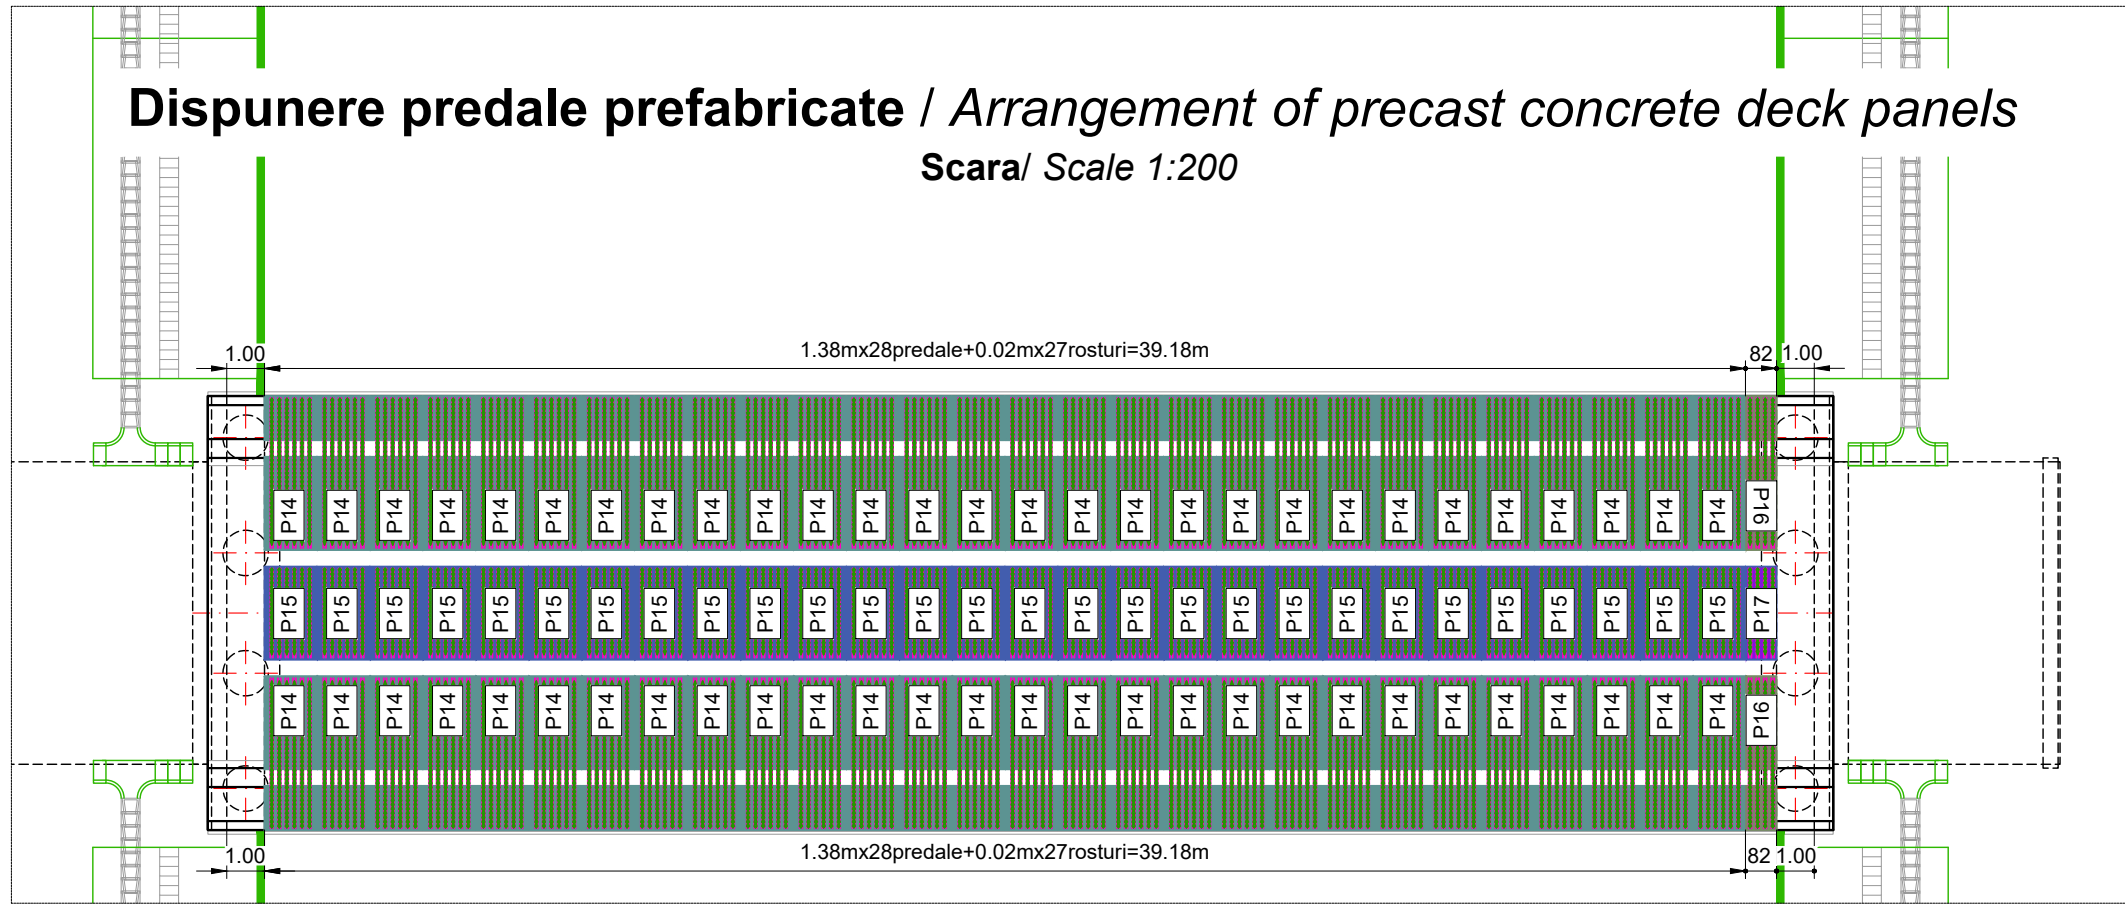 Dispunere predale prefabricate / Arrangement of precast concrete deck panels
Scara/ Scale 1:200
1.00 1.38mx28predale+0.02mx27rosturi=39.18m 82 1.00
P14 P14 P14 P14 P14 P14 P14 P14 P14 P14 P14 P14 P14 P14 P14 P14 P14 P14 P14 P14 P14 P14 P14 P14 P14 P14 P14 P14 P16
P15 P15 P15 P15 P15 P15 P15 P15 P15 P15 P15 P15 P15 P15 P15 P15 P15 P15 P15 P15 P15 P15 P15 P15 P15 P15 P15 P15 P17
P14 P14 P14 P14 P14 P14 P14 P14 P14 P14 P14 P14 P14 P14 P14 P14 P14 P14 P14 P14 P14 P14 P14 P14 P14 P14 P14 P14 P16
1.00 1.38mx28predale+0.02mx27rosturi=39.18m 82 1.00